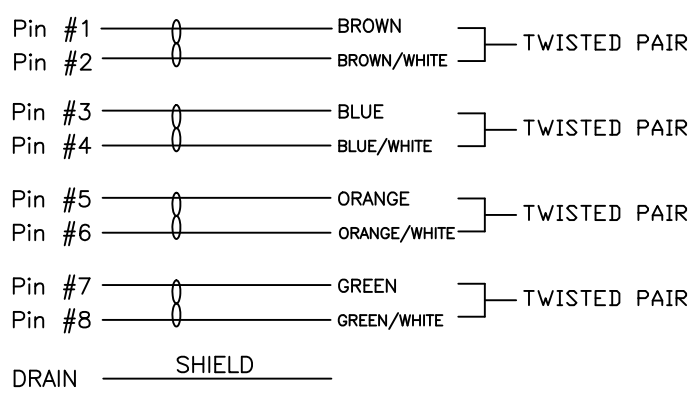 Pin #1 BROWN TWISTED PAIR
Pin #2 BROWN/WHITE
Pin #3 BLUE TWISTED PAIR
Pin #4 BLUE/WHITE
Pin #5 ORANGE TWISTED PAIR
Pin #6 ORANGE/WHITE
Pin #7 GREEN TWISTED PAIR
Pin #8 GREEN/WHITE
SHIELD
DRAIN